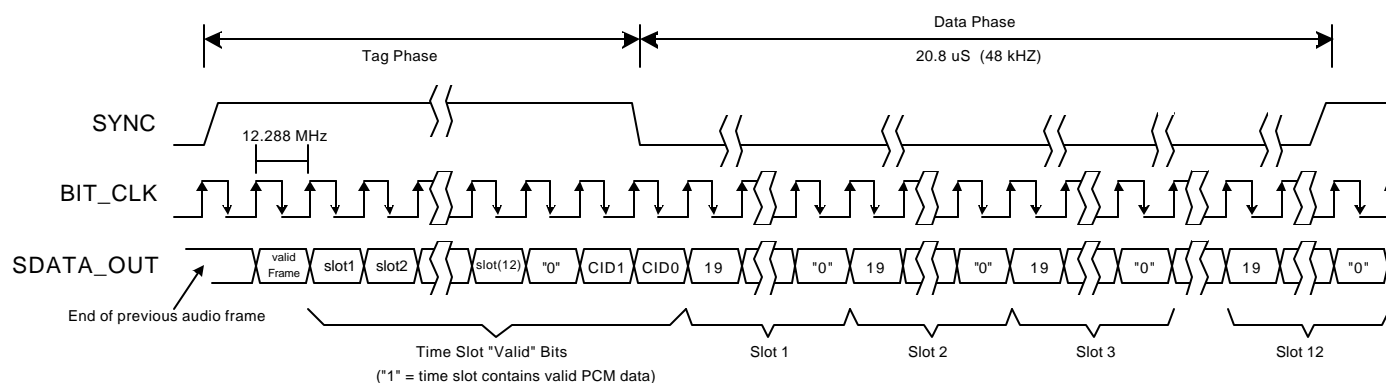 Data Phase
Tag Phase
20.8 uS (48 kHZ)
SYNC
12.288 MHz
BIT_CLK
SDATA_OUT
valid
Frame
slot1
slot2
slot(12)
"0"
CID1
CID0
19
"0"
19
"0"
19
"0"
19
"0"
End of previous audio frame
Time Slot "Valid" Bits
("1" = time slot contains valid PCM data)
Slot 1
Slot 2
Slot 3
Slot 12